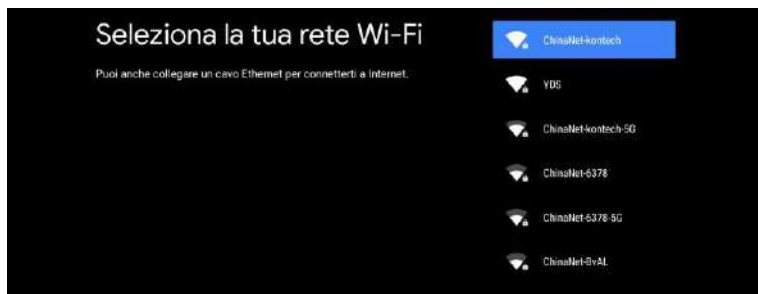 Seleziona la tua rete Wi-Fi
Puoi anche collegare un cavo Ethernet per connetterti a Internet.
ChinaNet-kontech
YDS
ChinaNet-kontech-5G
ChinaNet-6378
ChinaNet-6378-5G
ChinaNet-BvAL